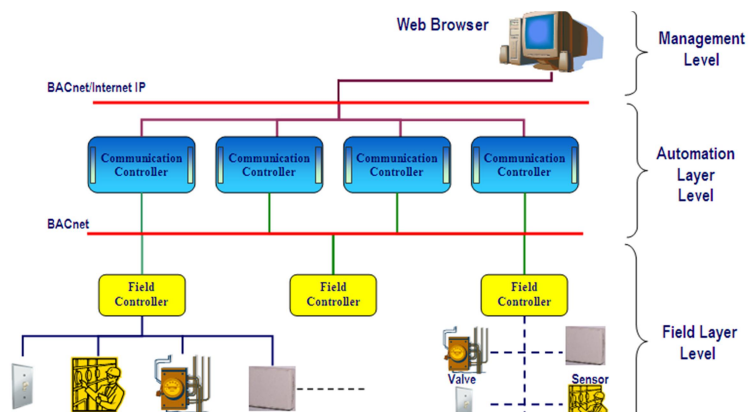 Web Browser
Management
Level
BACnet/Internet IP
Communication
Controller
Communication
Controller
Communication
Controller
Communication
Controller
Automation
Layer
Level
BACnet
Field
Controller
Field
Controller
Field
Controller
Field Layer
Level
Valve
Sensor